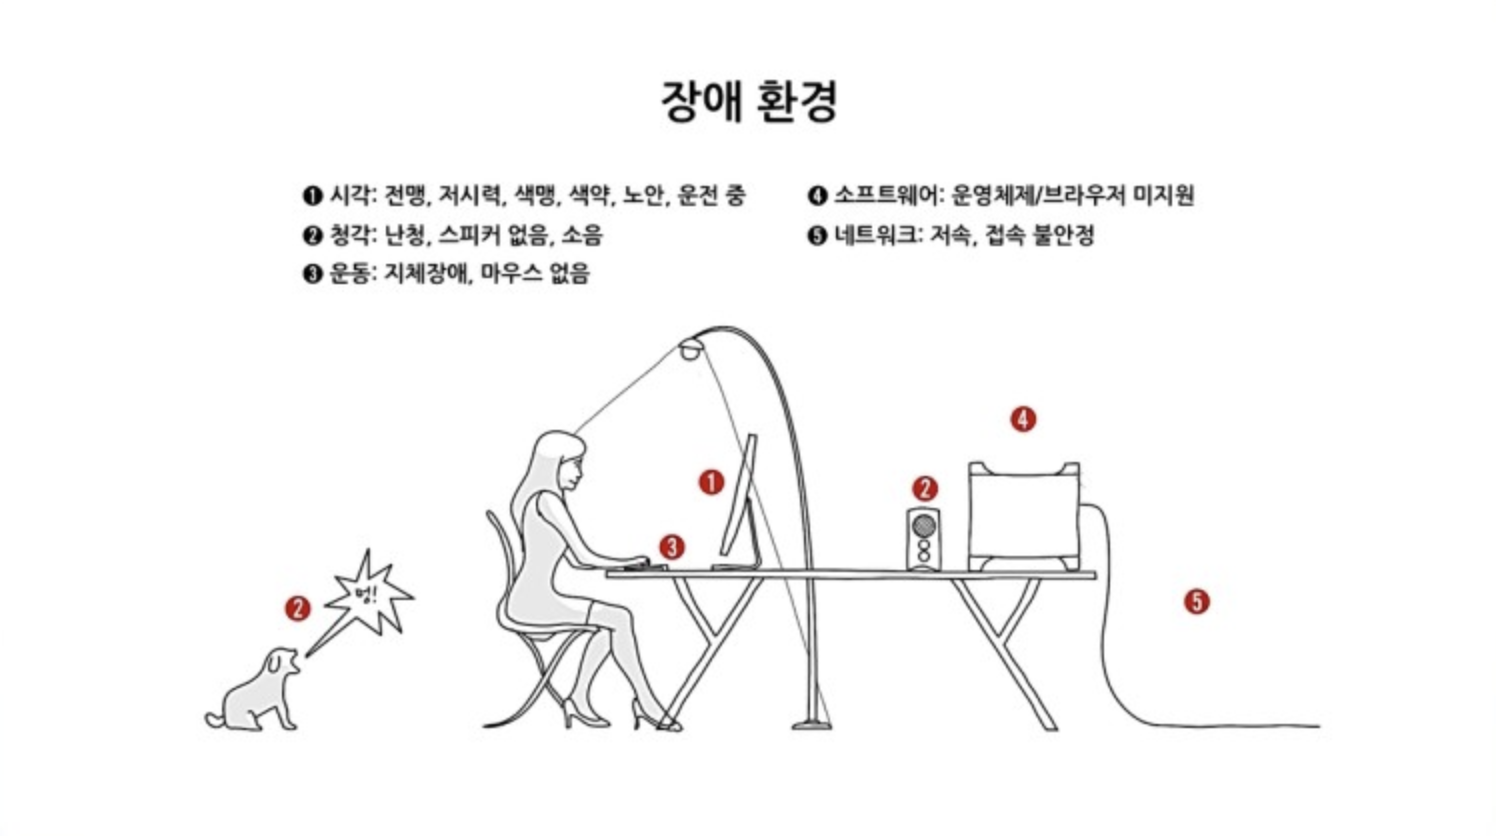 장애 환경
❶ 시각: 전맹, 저시력, 색맹, 색약, 노안, 운전 중
❷ 청각: 난청, 스피커 없음, 소음
❸ 운동: 지체장애, 마우스 없음
❹ 소프트웨어: 운영체제/브라우저 미지원
❺ 네트워크: 저속, 접속 불안정
❹
❶
❷
❸
❷
멍!
❺